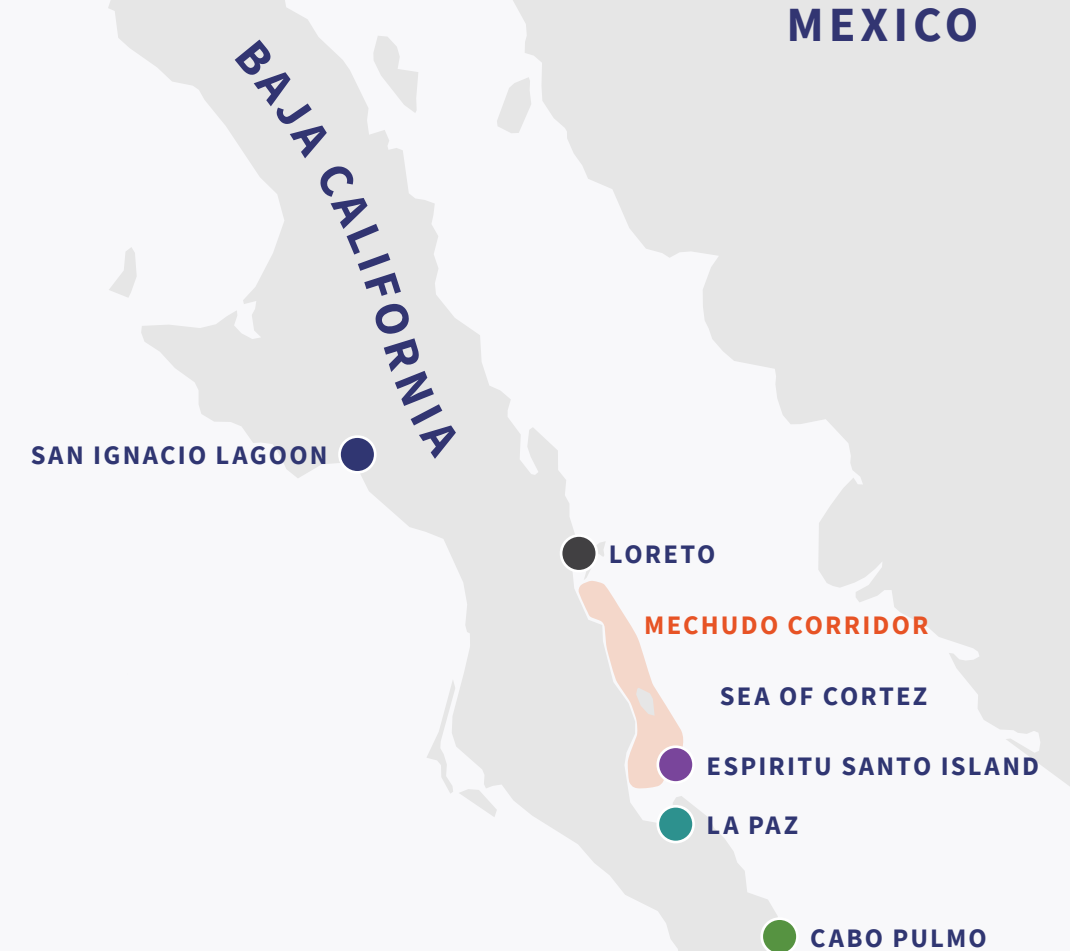 MEXICO
BAJA CALIFORNIA
SAN IGNACIO LAGOON
LORETO
MECHUDO CORRIDOR
SEA OF CORTEZ
ESPIRITU SANTO ISLAND
LA PAZ
CABO PULMO